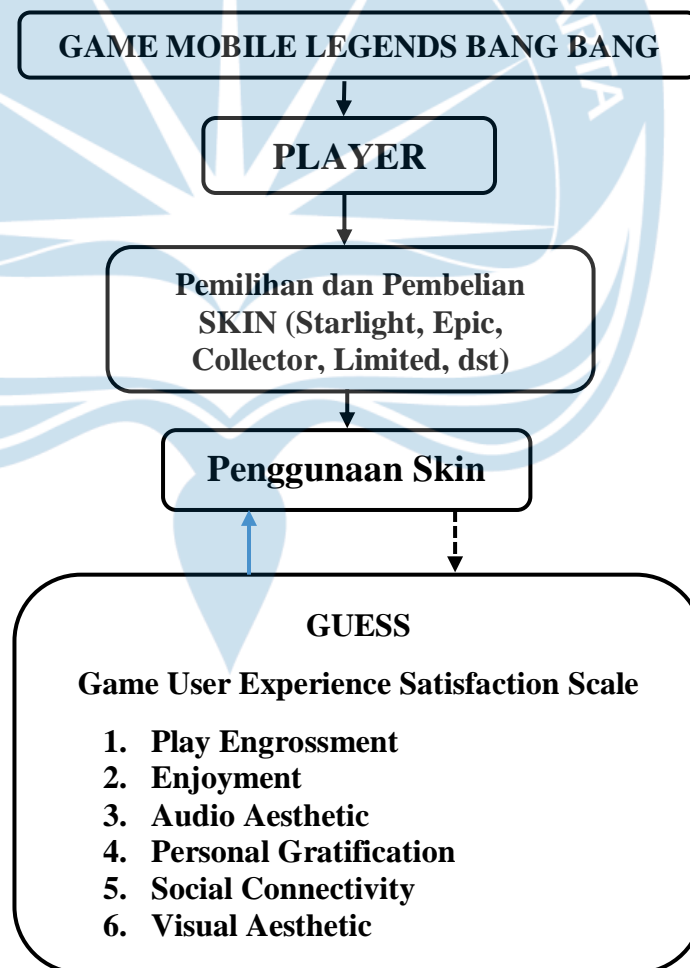 GAME MOBILE LEGENDS BANG BANG
PLAYER
Pemilihan dan Pembelian
SKIN (Starlight, Epic,
Collector, Limited, dst)
Penggunaan Skin
GUESS
Game User Experience Satisfaction Scale
1. Play Engrossment
2. Enjoyment
3. Audio Aesthetic
4. Personal Gratification
5. Social Connectivity
6. Visual Aesthetic